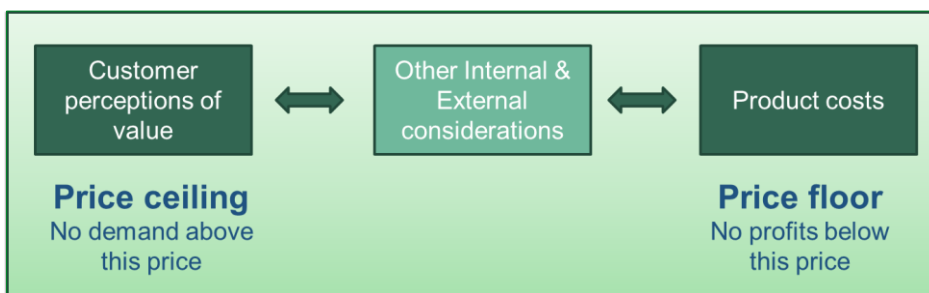 Customer
perceptions of
value
Other Internal &
External
considerations
Product costs
Price ceiling
No demand above
this price
Price floor
No profits below
this price